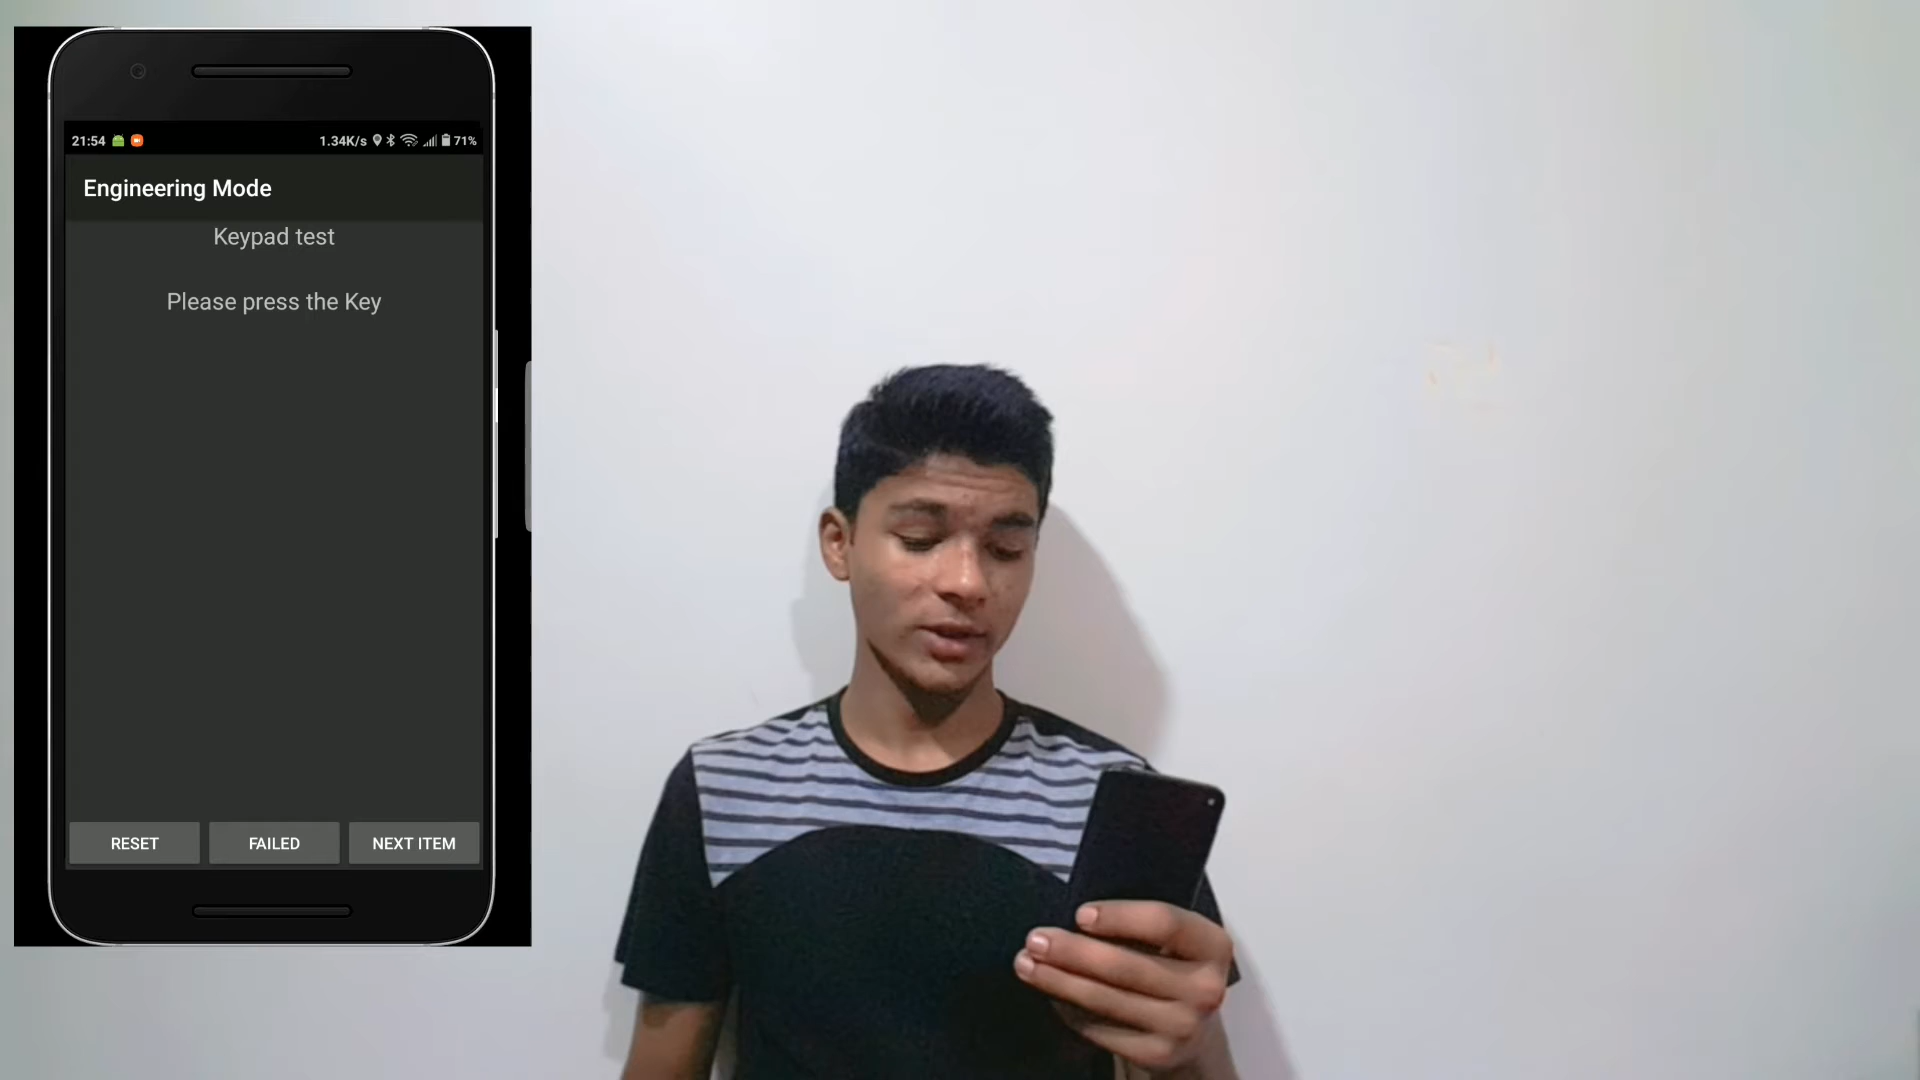 21:54 1.34K/s 71%
Engineering Mode
Keypad test
Please press the Key
RESET FAILED NEXT ITEM